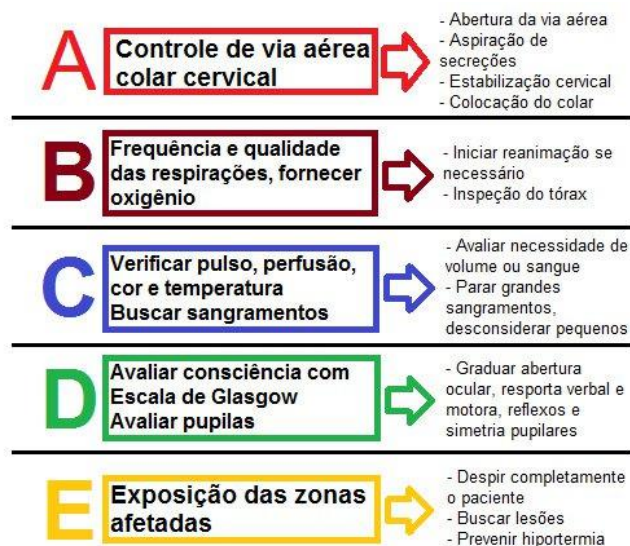 A
Controle de via aérea
colar cervical
- Abertura da via aérea
- Aspiração de
secreções
- Estabilização cervical
- Colocação do colar
B
Frequência e qualidade
das respirações, fornecer
oxigênio
- Iniciar reanimação se
necessário
- Inspeção do tórax
C
Verificar pulso, perfusão,
cor e temperatura
Buscar sangramentos
- Avaliar necessidade de
volume ou sangue
- Parar grandes
sangramentos,
desconsiderar pequenos
D
Avaliar consciência com
Escala de Glasgow
Avaliar pupilas
- Graduar abertura
ocular, resporta verbal e
motora, reflexos e
simetria pupilares
E
Exposição das zonas
afetadas
- Despir completamente
o paciente
- Buscar lesões
- Prevenir hiportermia